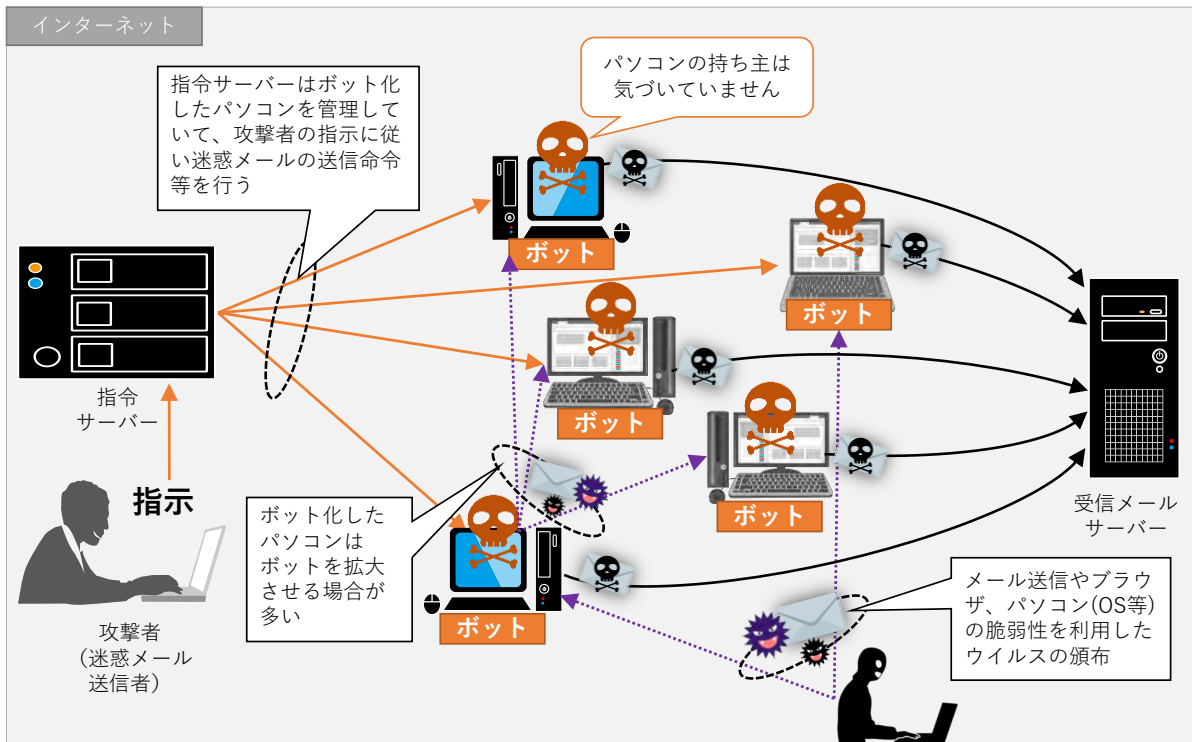 インターネット
指令サーバーはボット化
したパソコンを管理して
いて、攻撃者の指示に従
い迷惑メールの送信命令
等を行う
パソコンの持ち主は
気づいていません
ボット
ボット
ボット
ボット
ボット
指令
サーバー
指示
攻撃者
(迷惑メール
送信者)
ボット化した
パソコンは
ボットを拡大
させる場合が
多い
受信メール
サーバー
メール送信やブラウ
ザ、パソコン(OS等)
の脆弱性を利用した
ウイルスの頒布